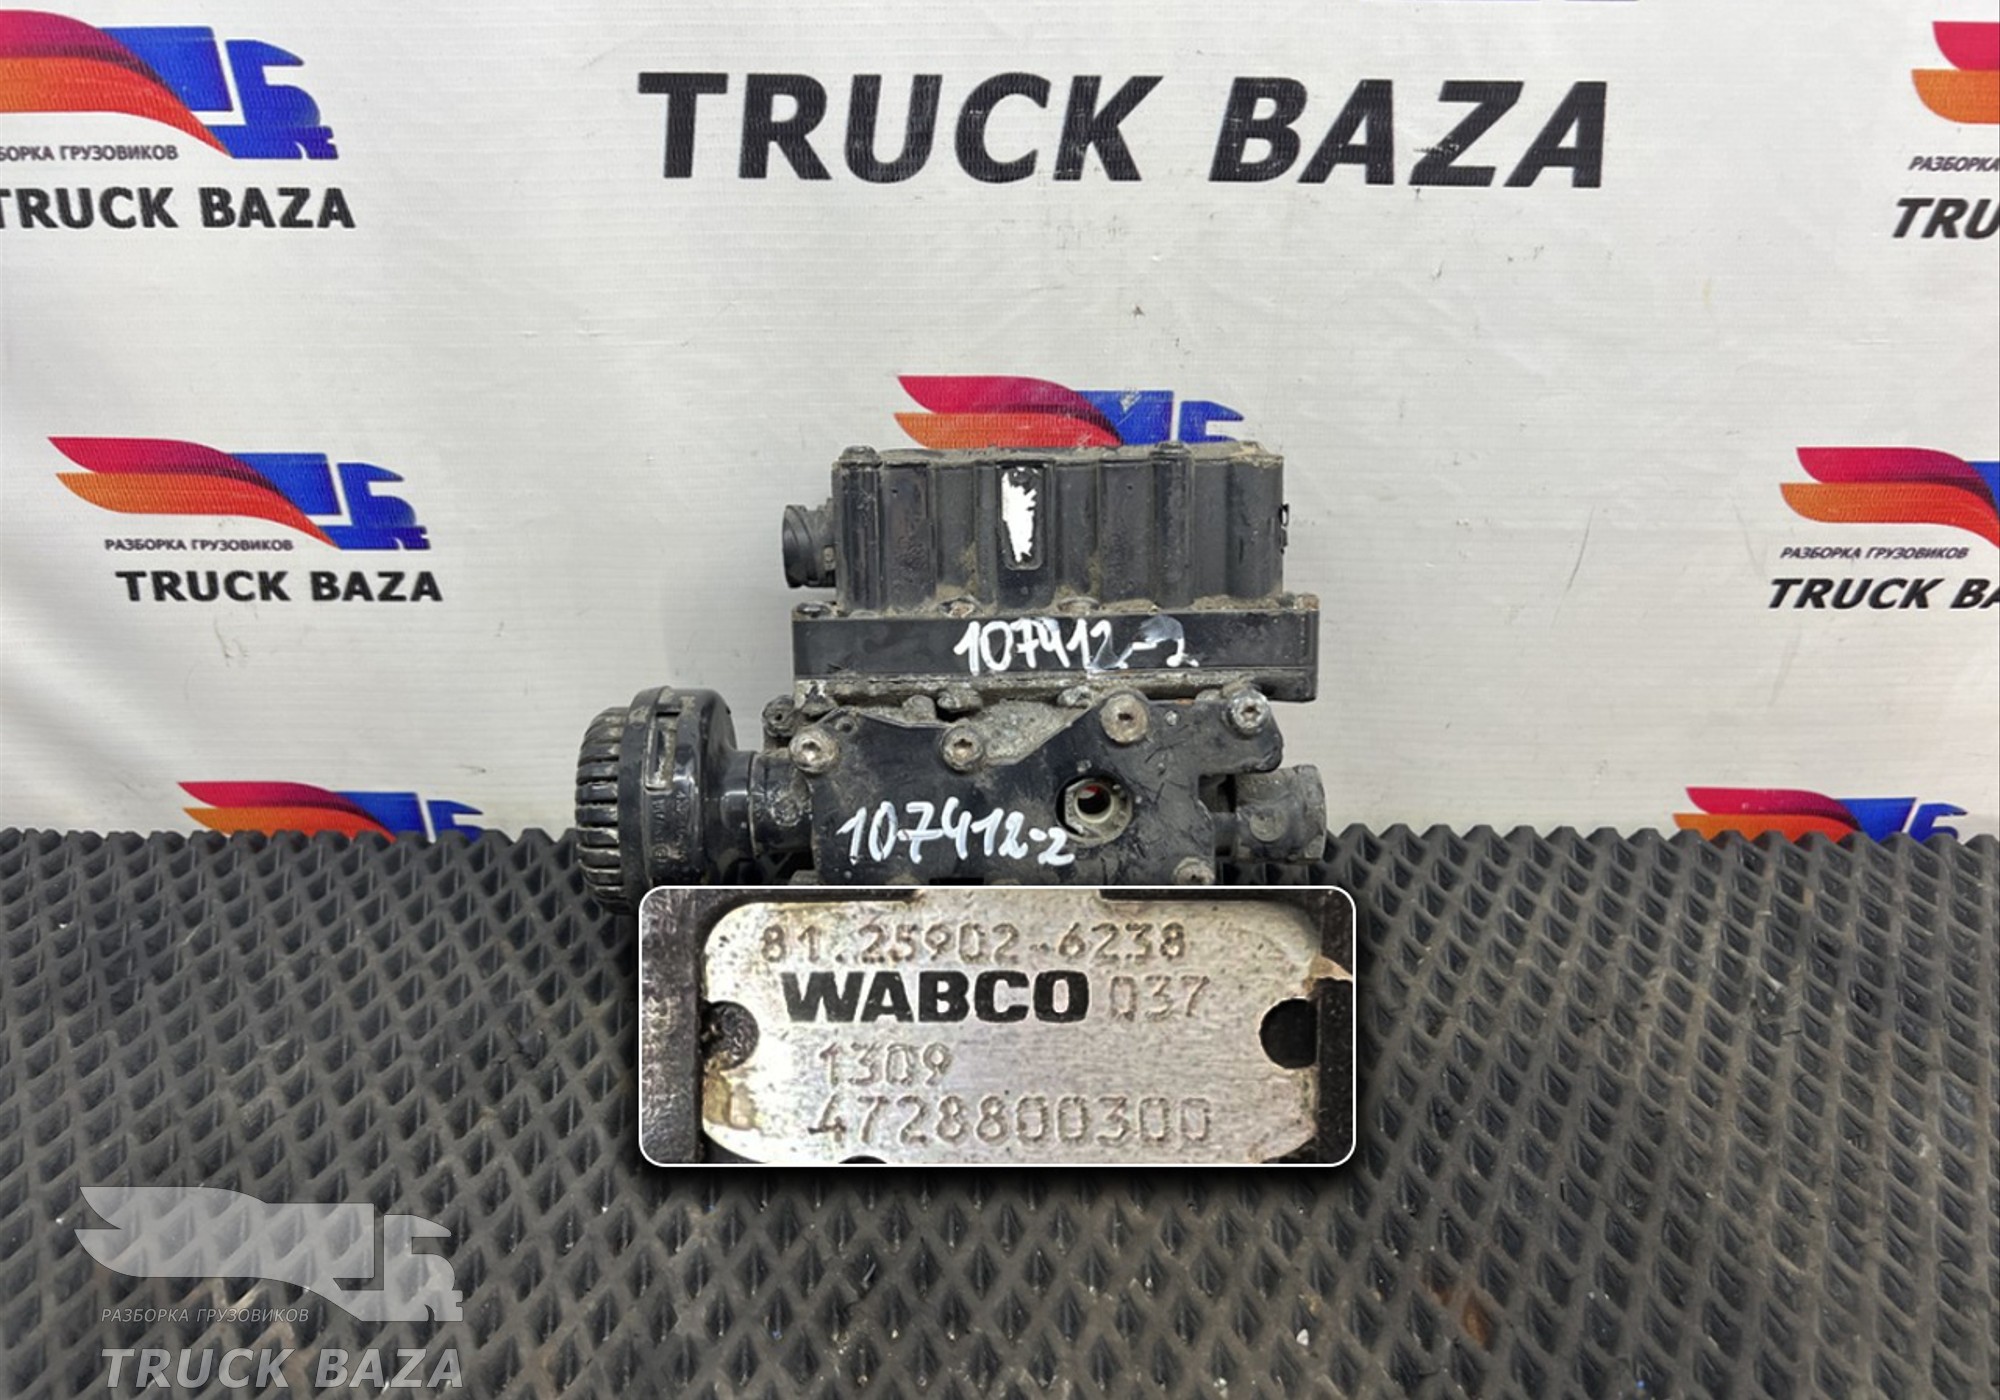 TRUCK BAZA
РАЗБОРКА ГРУЗОВИКОВ
TRUCK BAZA
РАЗБОРКА
РАЗБОРКА ГРУЗОВИКОВ
TRUCK BAZA
РАЗБОРКА ГРУЗОВИКОВ
TRUCK
107412-2
107412-2
81.25902-6238
WABCO 037
1309
4728800300
РАЗБОРКА ГРУЗОВИКОВ
TRUCK BAZA